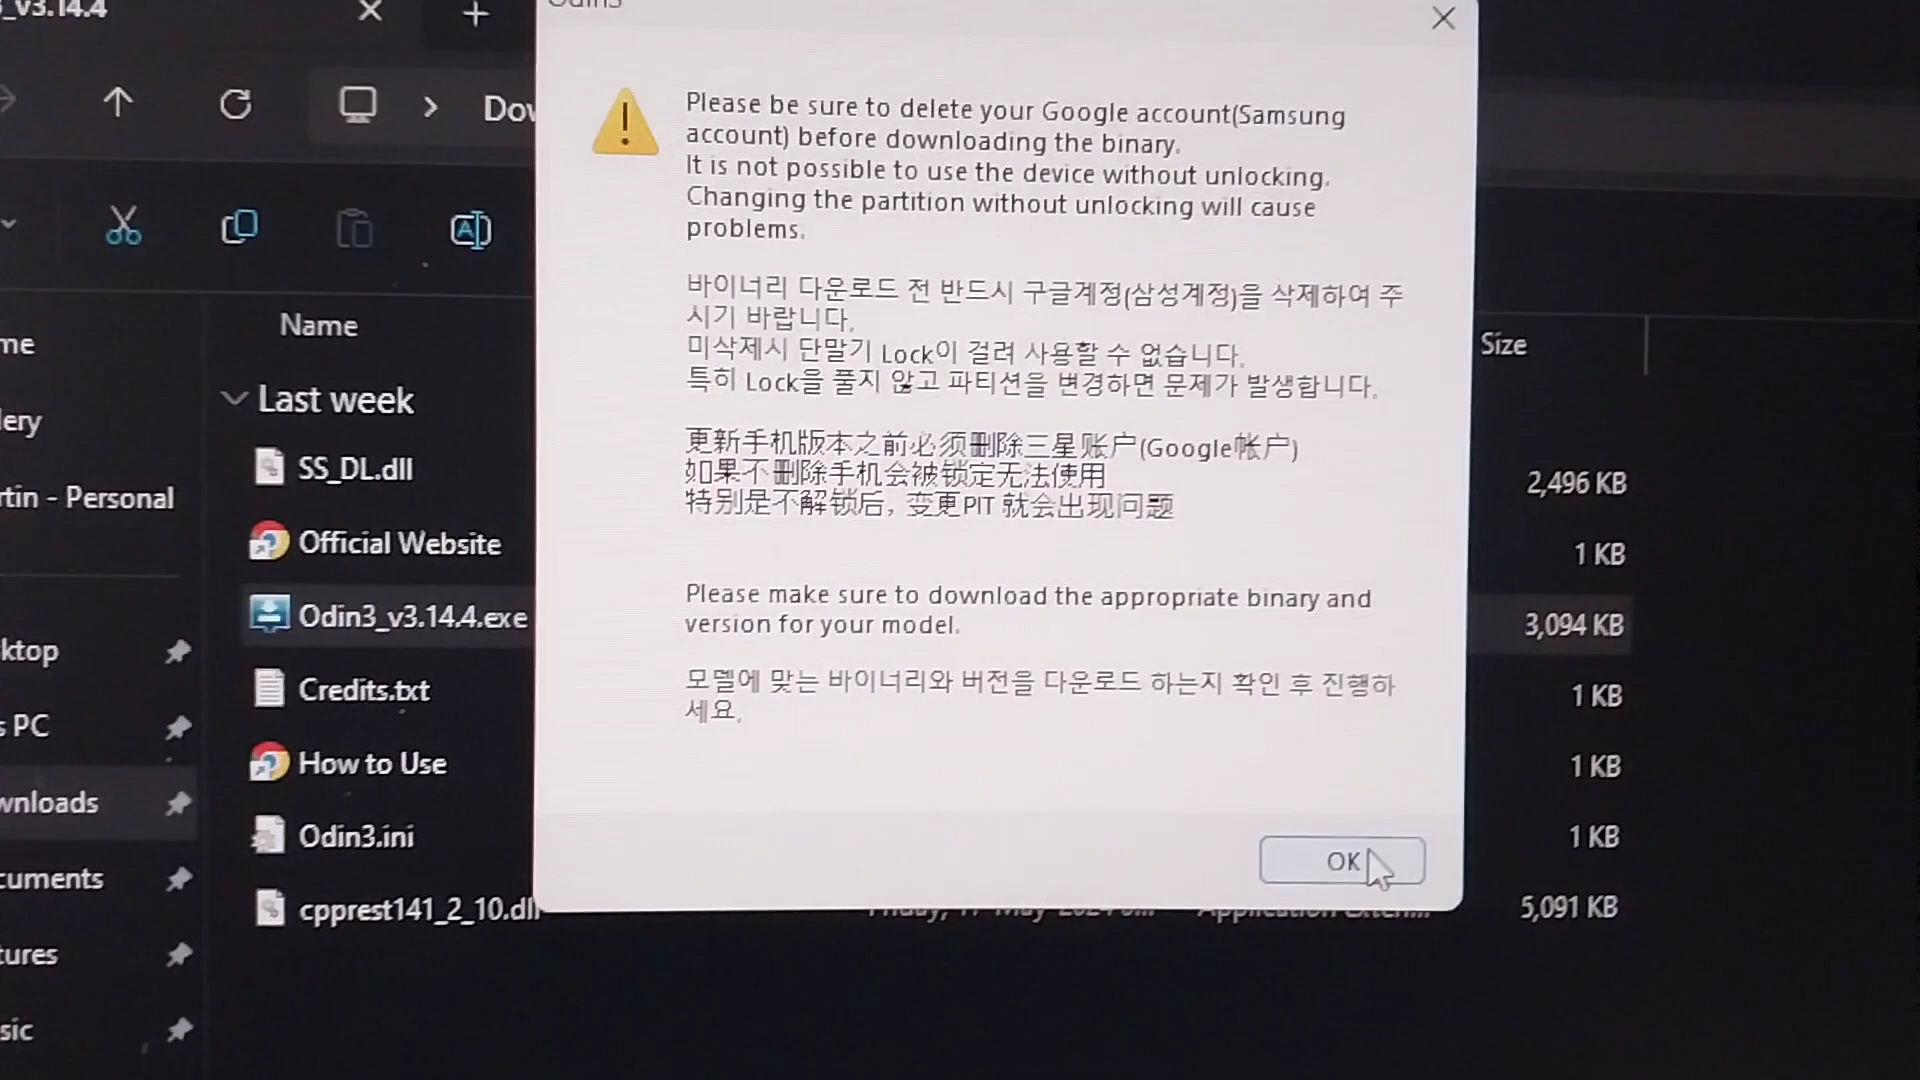 _v3.14.4
Odin3
Please be sure to delete your Google account(Samsung
account) before downloading the binary.
It is not possible to use the device without unlocking.
Changing the partition without unlocking will cause
problems.
바이너리 다운로드 전 반드시 구글계정(삼성계정)을 삭제하여 주
시기 바랍니다.
미삭제시 단말기 Lock이 걸려 사용할 수 없습니다.
특히 Lock을 풀지 않고 파티션을 변경하면 문제가 발생합니다.
更新手机版本之前必须删除三星账户(Google帐户)
如果不删除手机会被锁定无法使用
特别是不解锁后, 变更PIT 就会出现问题
Please make sure to download the appropriate binary and
version for your model.
모델에 맞는 바이너리와 버전을 다운로드 하는지 확인 후 진행하
세요.
OK
Dow
Name
Size
Last week
SS_DL.dll
2,496 KB
Official Website
1 KB
Odin3_v3.14.4.exe
3,094 KB
Credits.txt
1 KB
How to Use
1 KB
Odin3.ini
1 KB
cpprest141_2_10.dll
5,091 KB
me
lery
rtin - Personal
ktop
s PC
wnloads
cuments
tures
sic